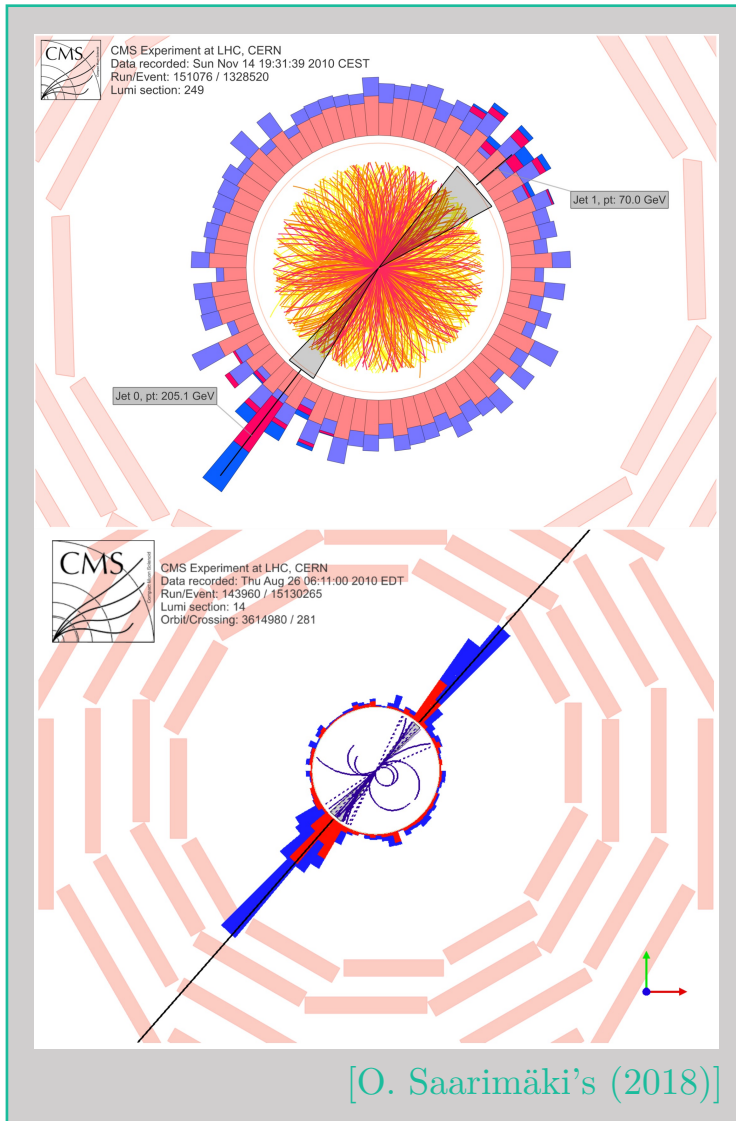 CMS
CMS Experiment at LHC, CERN
Data recorded: Sun Nov 14 19:31:39 2010 CEST
Run/Event: 151076 / 1328520
Lumi section: 249
Jet 1, pt: 70.0 GeV
Jet 0, pt: 205.1 GeV
CMS
CMS Experiment at LHC, CERN
Data recorded: Thu Aug 26 06:11:00 2010 EDT
Run/Event: 143960 / 15130265
Lumi section: 14
Orbit/Crossing: 3614980 / 281
[O. Saarimäki's (2018)]